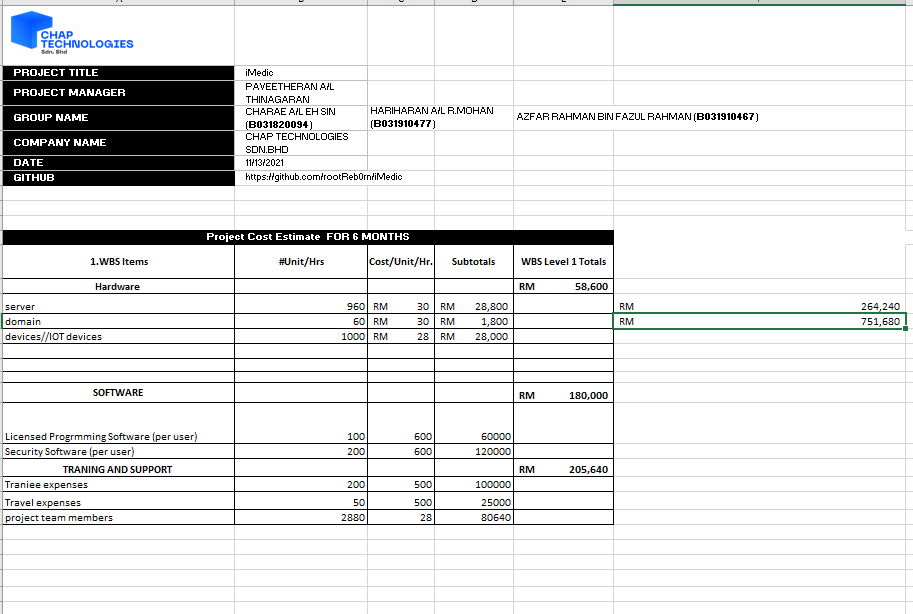 CHAP
TECHNOLOGIES
Sdn. Bhd
PROJECT TITLE iMedic
PROJECT MANAGER PAVEETHERAN A/L THINAGARAN
GROUP NAME CHARAE A/L EH SIN (B031820094) HARIHARAN A/L R.MOHAN (B031910477) AZFAR RAHMAN BIN FAZUL RAHMAN (B031910467)
COMPANY NAME CHAP TECHNOLOGIES SDN.BHD
DATE 11/13/2021
GITHUB https://github.com/rootReb0rn/iMedic
Project Cost Estimate FOR 6 MONTHS
1.WBS Items #Unit/Hrs Cost/Unit/Hr. Subtotals WBS Level 1 Totals
Hardware RM 58,600
server 960 RM 30 RM 28,800 RM 264,240
domain 60 RM 30 RM 1,800 RM 751,680
devices//IOT devices 1000 RM 28 RM 28,000
SOFTWARE RM 180,000
Licensed Progrmming Software (per user) 100 600 60000
Security Software (per user) 200 600 120000
TRANING AND SUPPORT RM 205,640
Traniee expenses 200 500 100000
Travel expenses 50 500 25000
project team members 2880 28 80640